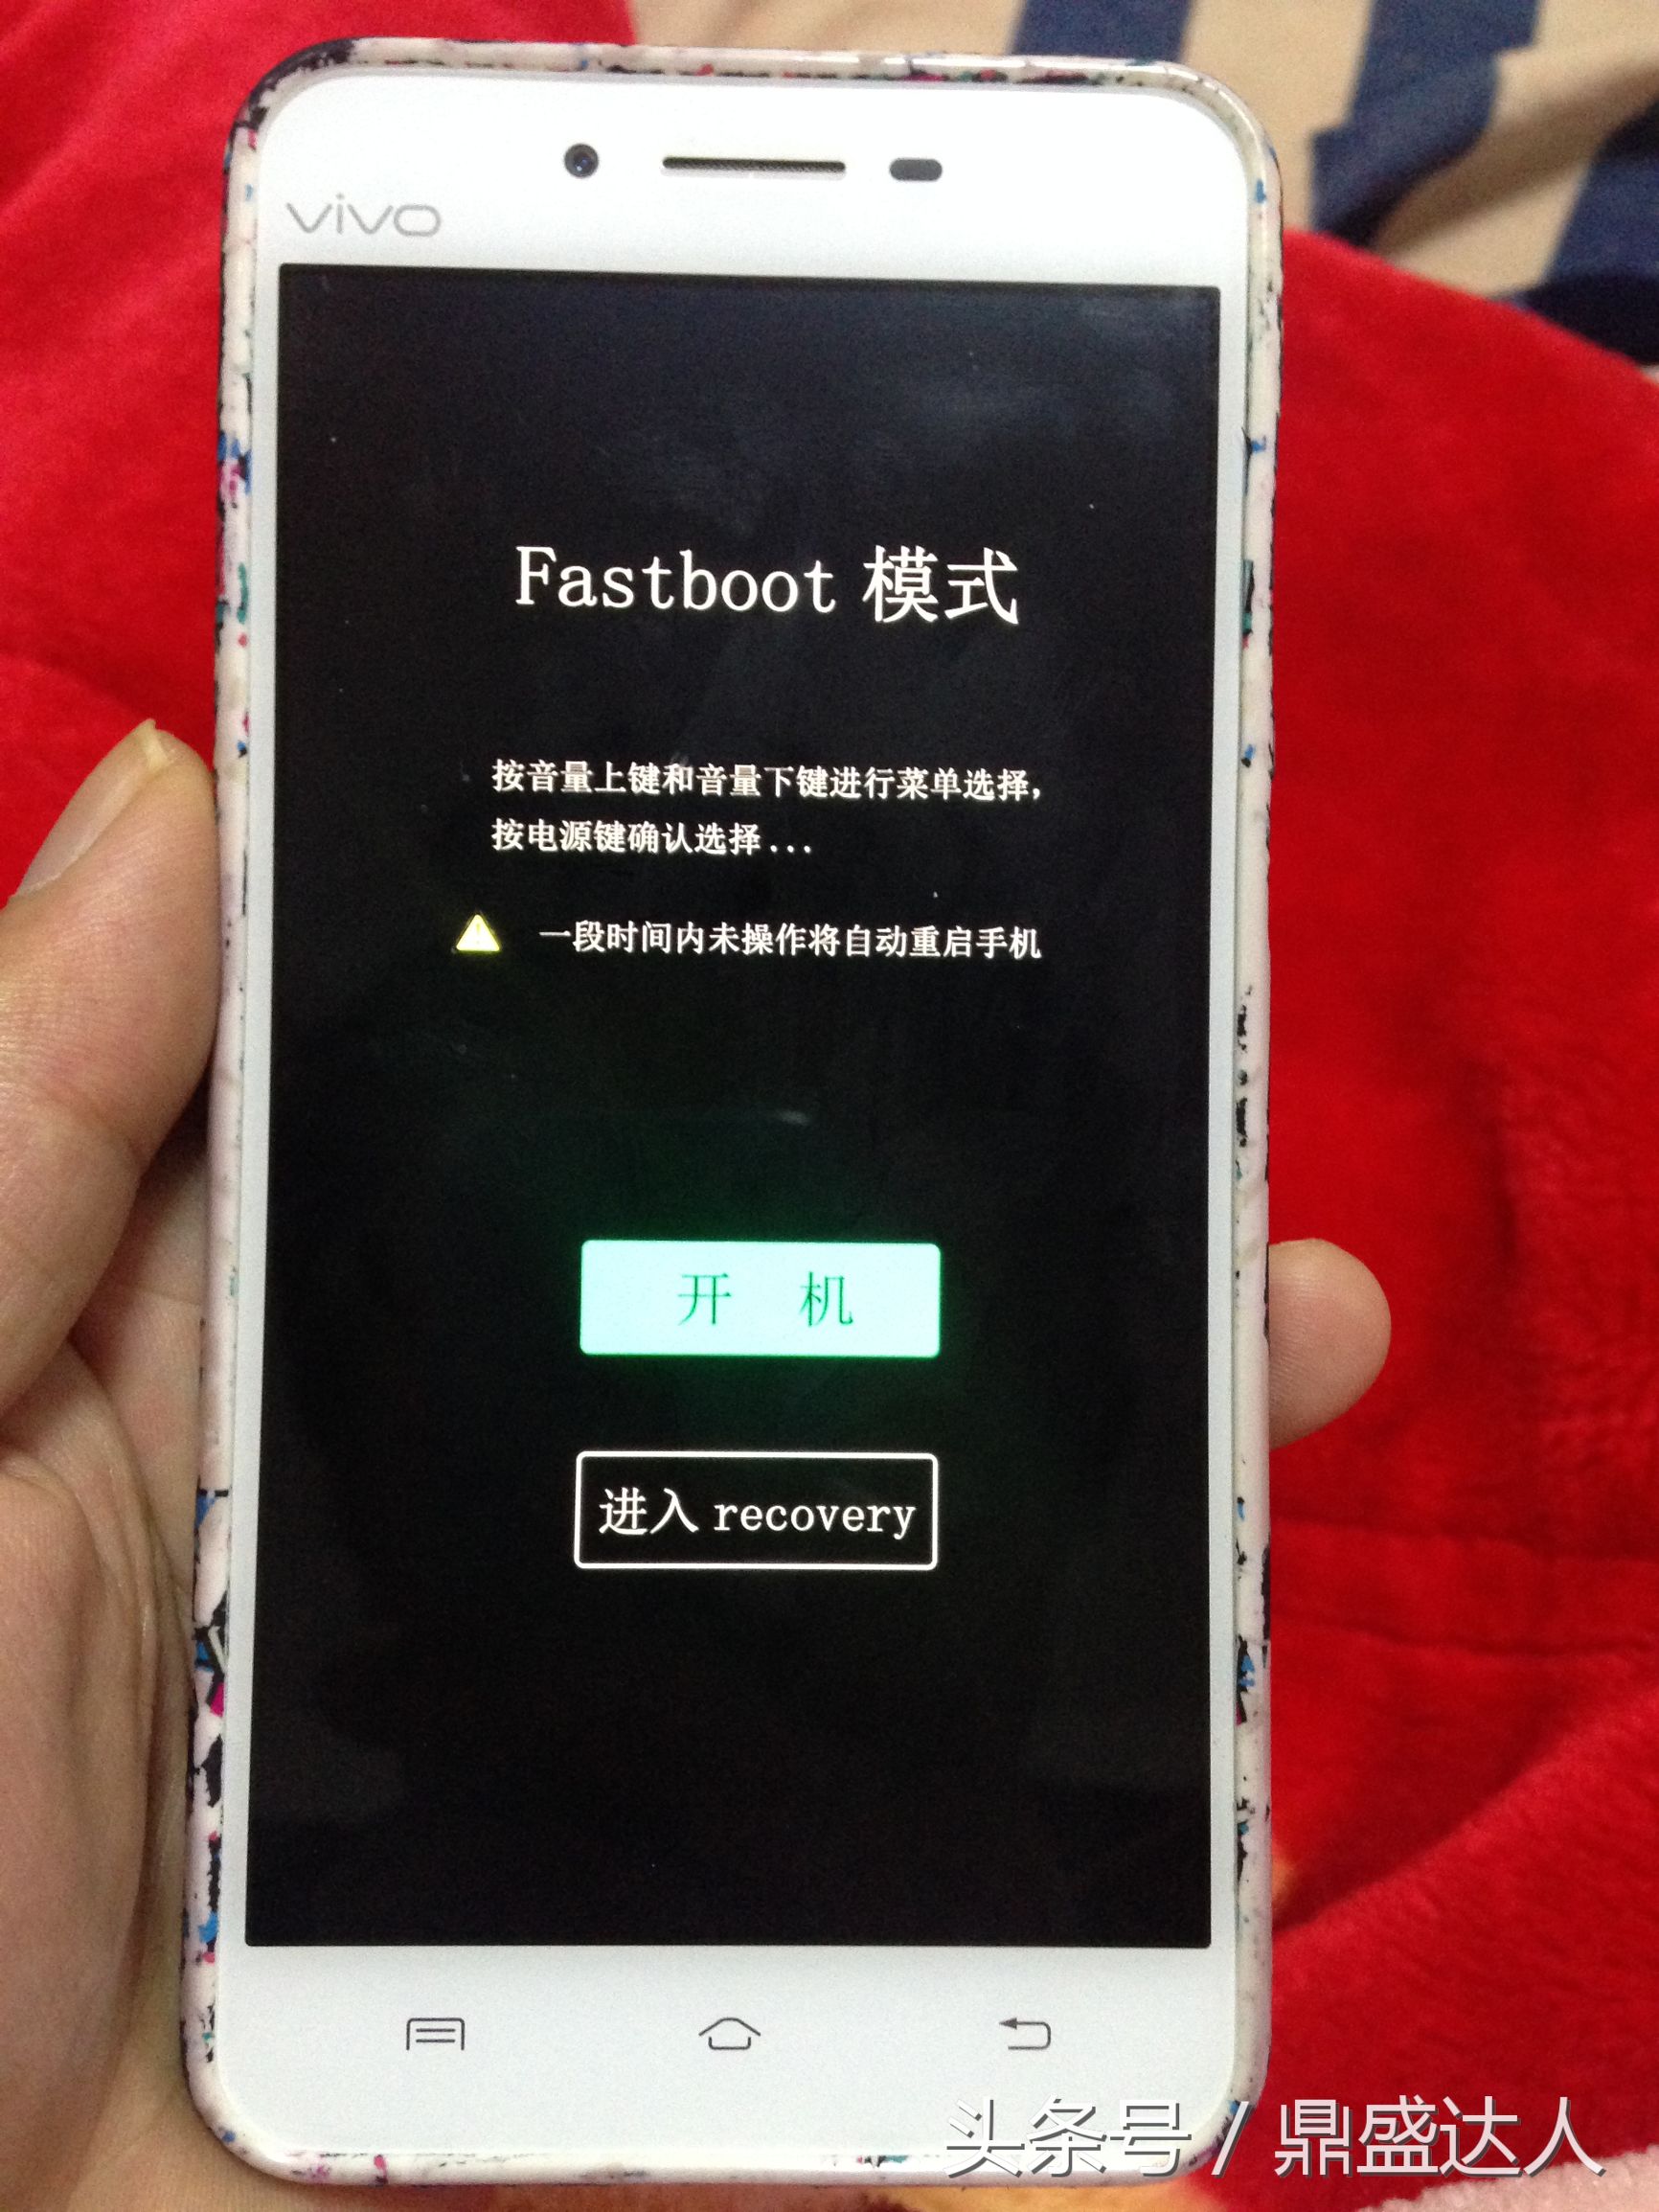 vivo
Fastboot 模式
按音量上键和音量下键进行菜单选择,
按电源键确认选择...
一段时间内未操作将自动重启手机
开 机
进入 recovery
头条号 / 鼎盛达人